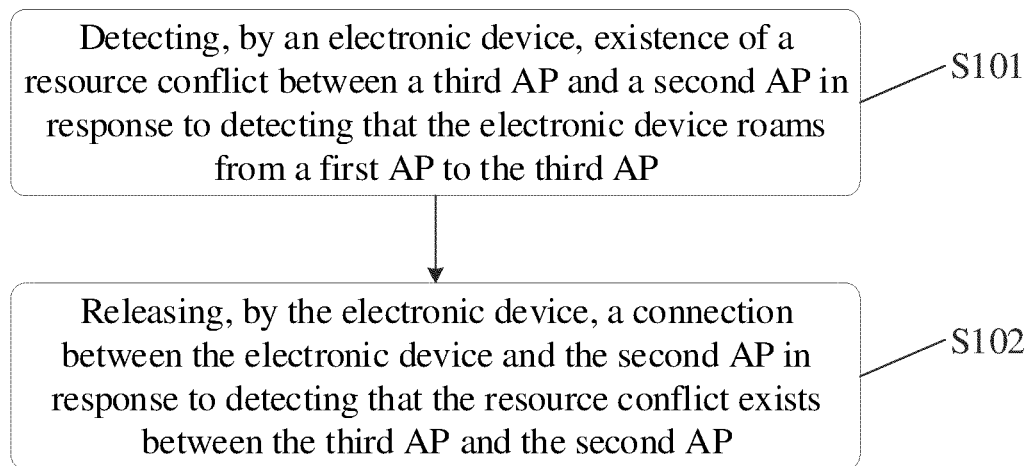 Detecting, by an electronic device, existence of a
resource conflict between a third AP and a second AP in
response to detecting that the electronic device roams
from a first AP to the third AP
S101
Releasing, by the electronic device, a connection
between the electronic device and the second AP in
response to detecting that the resource conflict exists
between the third AP and the second AP
S102